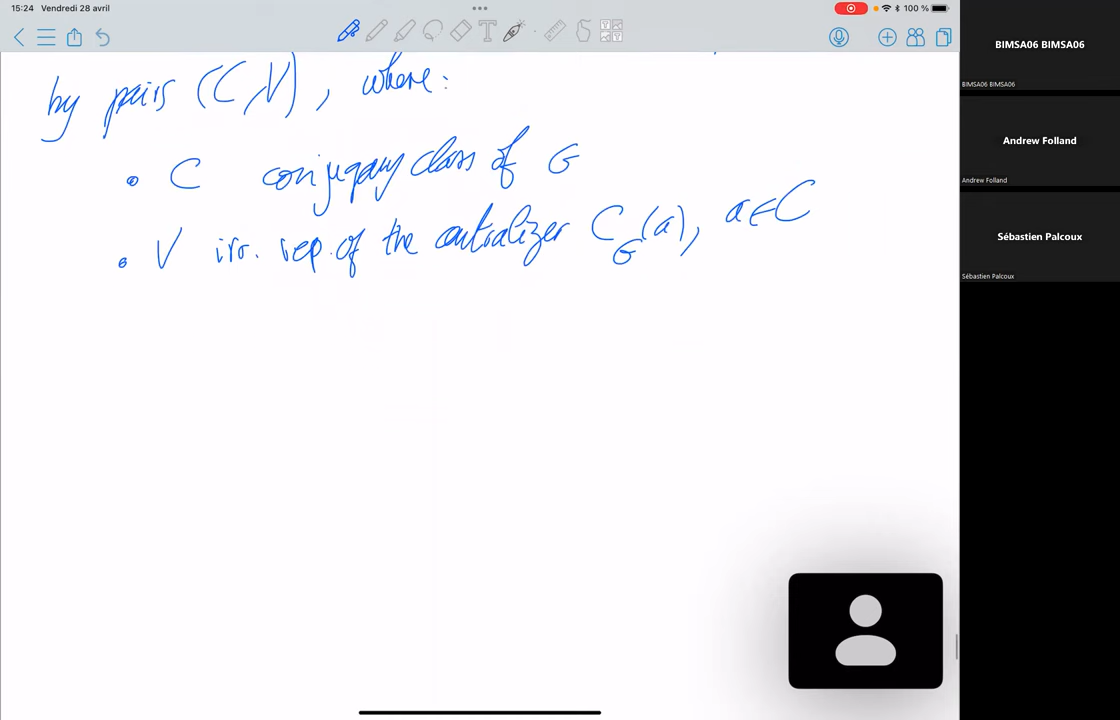 15:24 Vendredi 28 avril
100 %
by pairs (C,V), where:
• C conjugacy class of G
• V irr. rep. of the centralizer C_G(a), a∈C
BIMSA06 BIMSA06
BIMSA06 BIMSA06
Andrew Folland
Andrew Folland
Sébastien Palcoux
Sébastien Palcoux